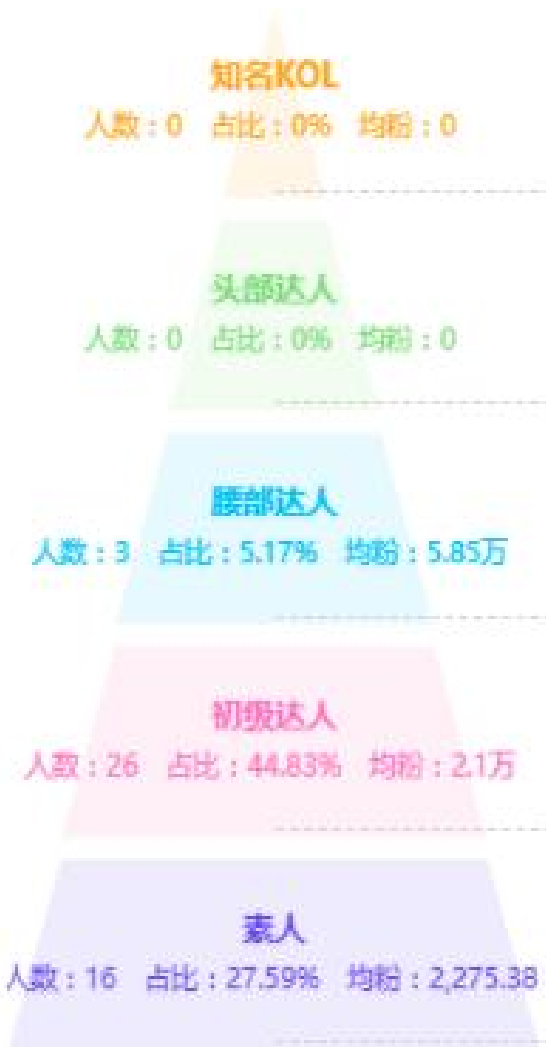 知名KOL
人数：0 占比：0% 均粉：0
头部达人
人数：0 占比：0% 均粉：0
腰部达人
人数：3 占比：5.17% 均粉：5.85万
初级达人
人数：26 占比：44.83% 均粉：2.1万
素人
人数：16 占比：27.59% 均粉：2,275.38